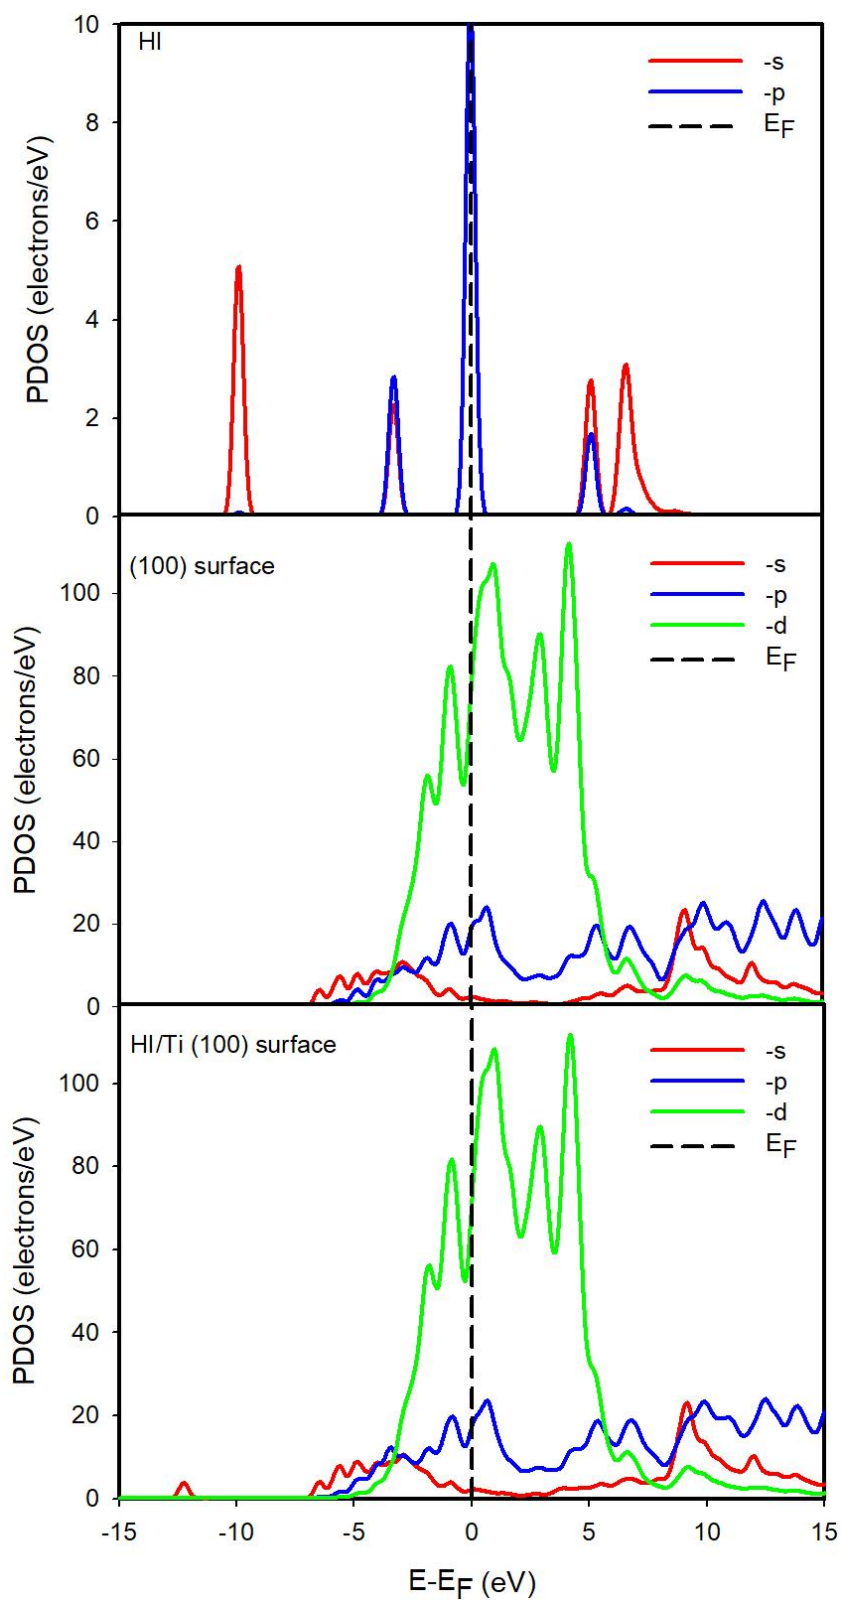 HI
-s
-p
EF
10
8
6
4
2
0
PDOS (electrons/eV)
(100) surface
-s
-p
-d
EF
100
80
60
40
20
0
PDOS (electrons/eV)
HI/Ti (100) surface
-s
-p
-d
EF
100
80
60
40
20
0
PDOS (electrons/eV)
-15 -10 -5 0 5 10 15
E-EF (eV)